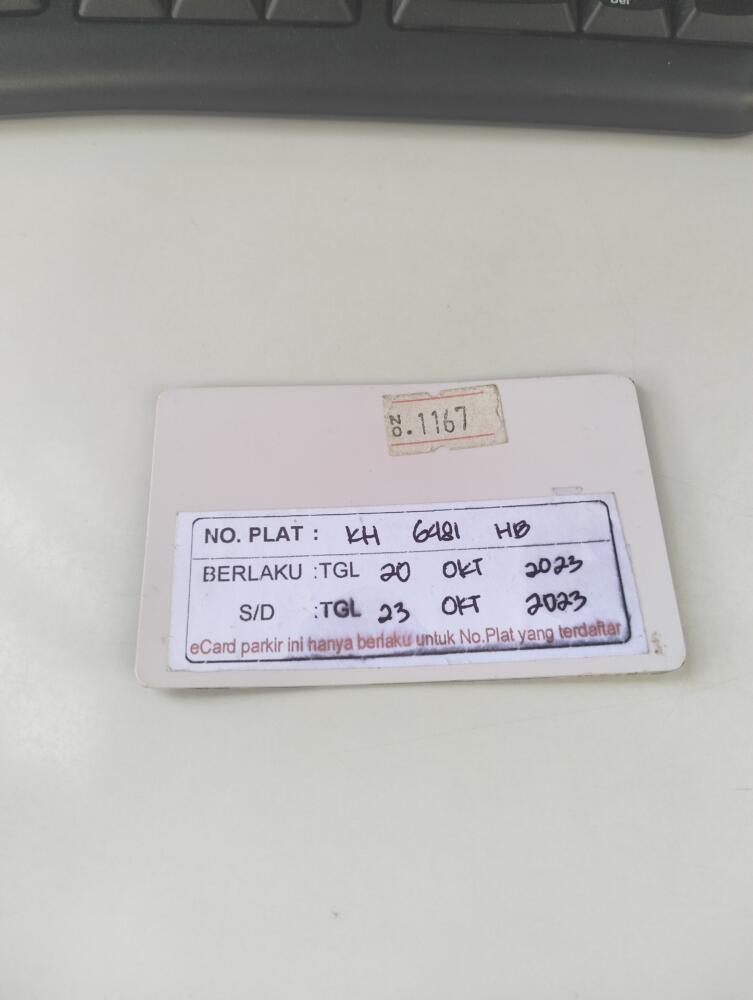 Del
No. 1167
NO. PLAT : KH 6481 HB
BERLAKU :TGL 20 OKT 2023
S/D :TGL 23 OKT 2023
eCard parkir ini hanya berlaku untuk No.Plat yang terdaftar